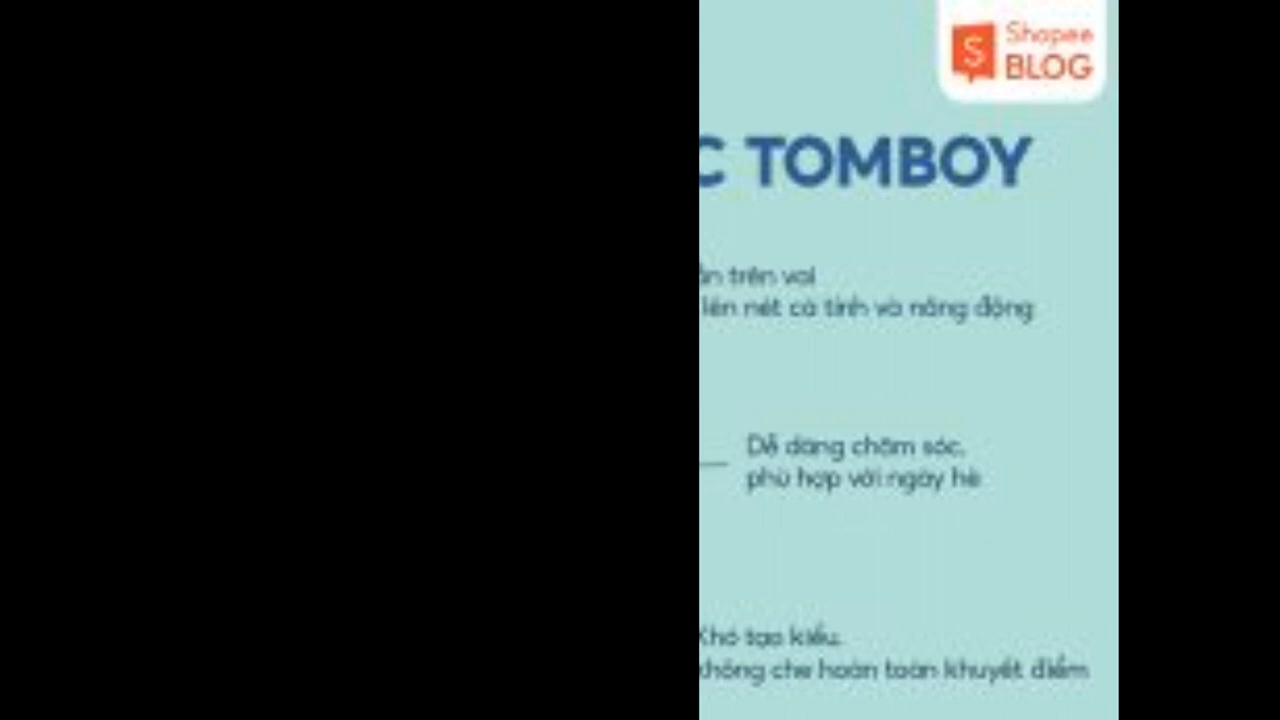 Shopee
BLOG
C TOMBOY
trên vai
lên nét cá tính và năng động
Dễ dàng chăm sóc,
phù hợp với ngày hè
Khó tạo kiểu,
không che hoàn toàn khuyết điểm